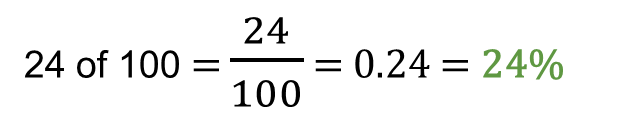 24 of 100 = 24/100 = 0.24 = 24%